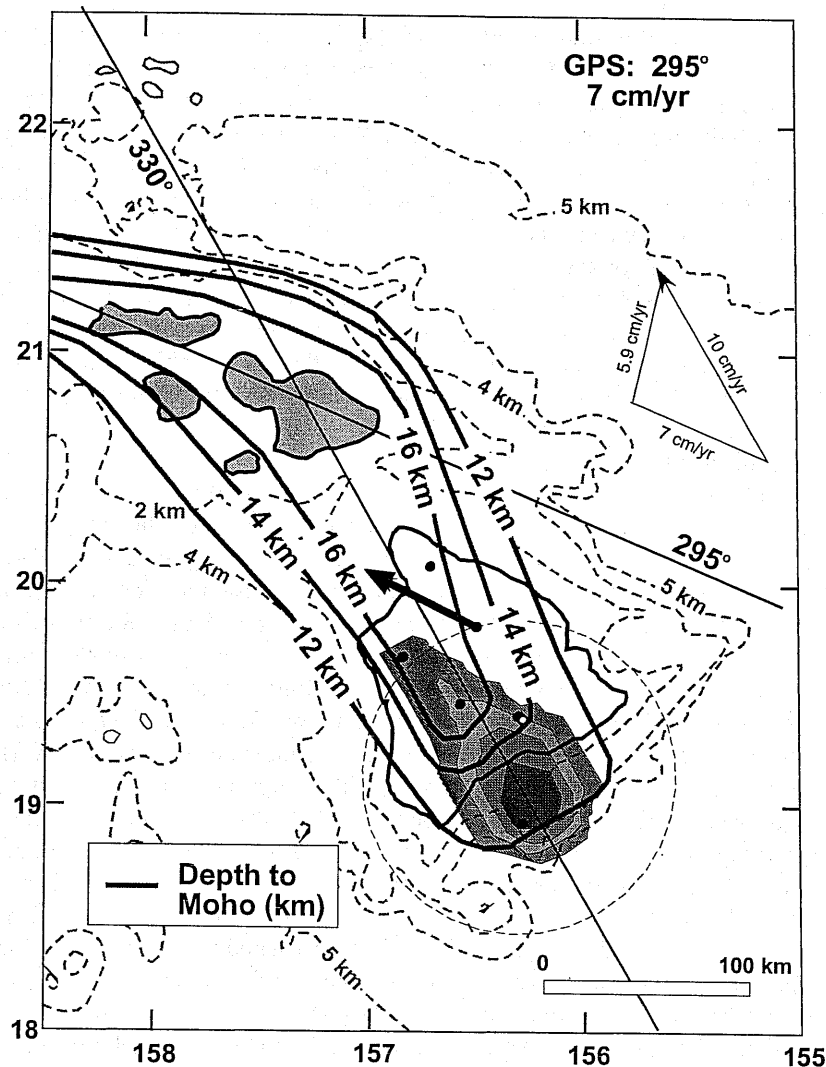 GPS: 295°
7 cm/yr
22
330°
5 km
5.9 cm/yr
10 cm/yr
21
4 km
7 cm/yr
16 km
12 km
2 km
14 km
16 km
295°
20
4 km
5 km
14 km
12 km
19
Depth to
Moho (km)
5 km
0
100 km
18
158
157
156
155